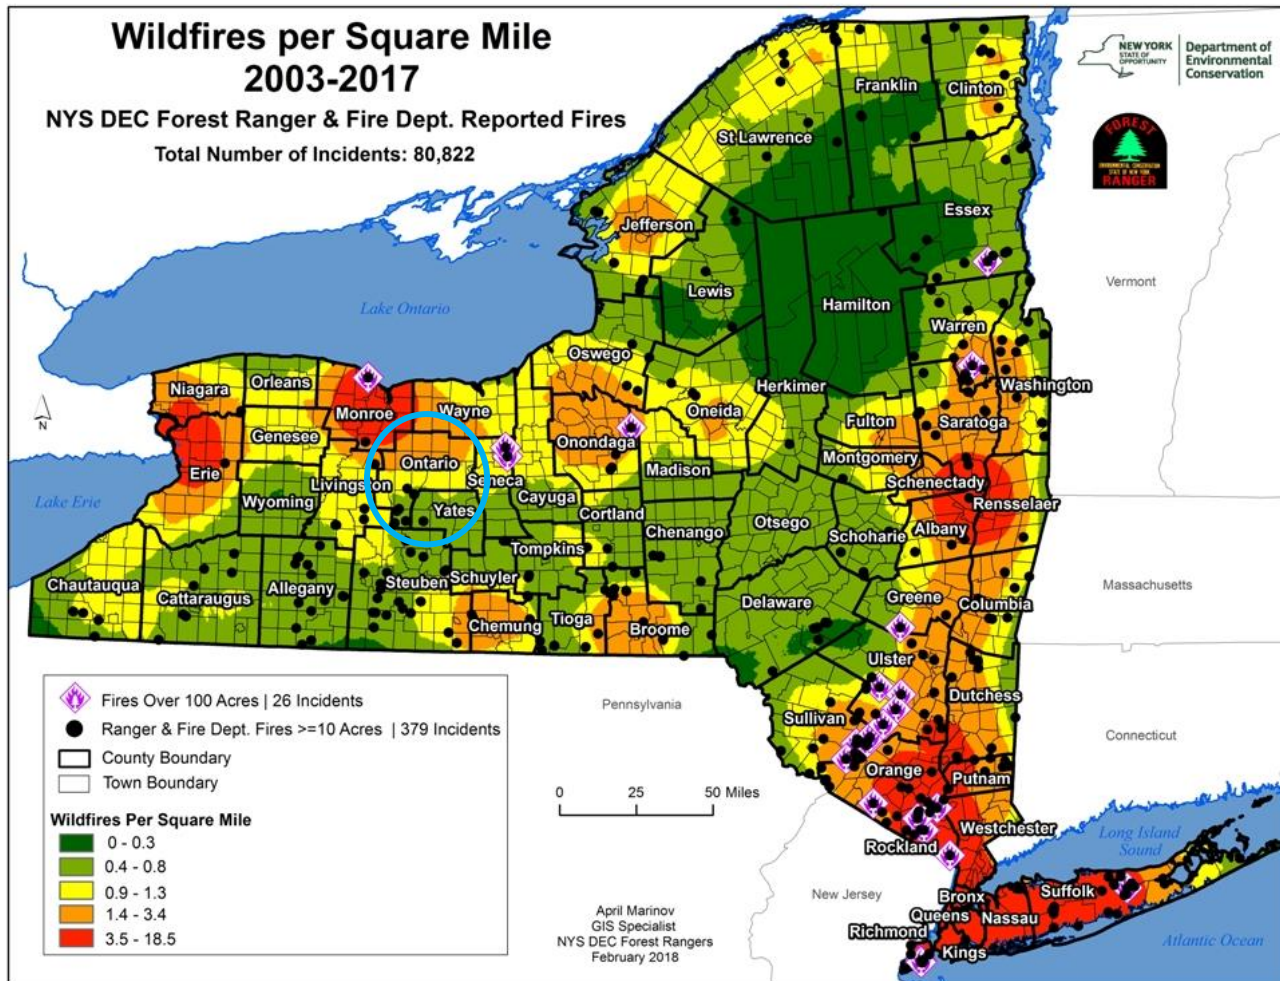 Wildfires per Square Mile
2003-2017
NYS DEC Forest Ranger & Fire Dept. Reported Fires
Total Number of Incidents: 80,822
NEW YORK
STATE OF
OPPORTUNITY
Department of
Environmental
Conservation
FOREST
ENVIRONMENTAL CONSERVATION
STATE OF NEW YORK
RANGER
Franklin
Clinton
St Lawrence
Essex
Jefferson
Vermont
Lewis
Hamilton
Lake Ontario
Warren
Oswego
Herkimer
Washington
Niagara
Orleans
Monroe
Wayne
Oneida
Fulton
Saratoga
Genesee
Onondaga
Montgomery
N
Erie
Ontario
Madison
Livingston
Seneca
Schenectady
Lake Erie
Wyoming
Yates
Cayuga
Cortland
Rensselaer
Chenango
Otsego
Albany
Schoharie
Tompkins
Chautauqua
Cattaraugus
Allegany
Steuben
Schuyler
Massachusetts
Delaware
Greene
Columbia
Chemung
Tioga
Broome
Ulster
Dutchess
Pennsylvania
Sullivan
Connecticut
Orange
Putnam
Westchester
Rockland
Long Island
Sound
New Jersey
Bronx
Suffolk
Queens
Nassau
Richmond
Kings
Atlantic Ocean
Fires Over 100 Acres | 26 Incidents
Ranger & Fire Dept. Fires >=10 Acres | 379 Incidents
County Boundary
Town Boundary
Wildfires Per Square Mile
0 - 0.3
0.4 - 0.8
0.9 - 1.3
1.4 - 3.4
3.5 - 18.5
0 25 50 Miles
April Marinov
GIS Specialist
NYS DEC Forest Rangers
February 2018